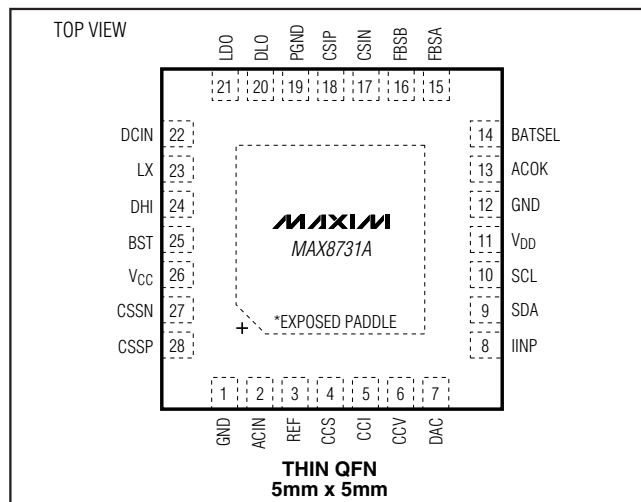 TOP VIEW
LDO
DLO
PGND
CSIP
CSIN
FBSB
FBSA
21 20 19 18 17 16 15
DCIN 22
LX 23
DHI 24
BST 25
VCC 26
CSSN 27
CSSP 28
14 BATSEL
13 ACOK
12 GND
11 VDD
10 SCL
9 SDA
8 IINP
MAXIM
MAX8731A
*EXPOSED PADDLE
+
1 2 3 4 5 6 7
GND
ACIN
REF
CCS
CCI
CCV
DAC
THIN QFN
5mm x 5mm